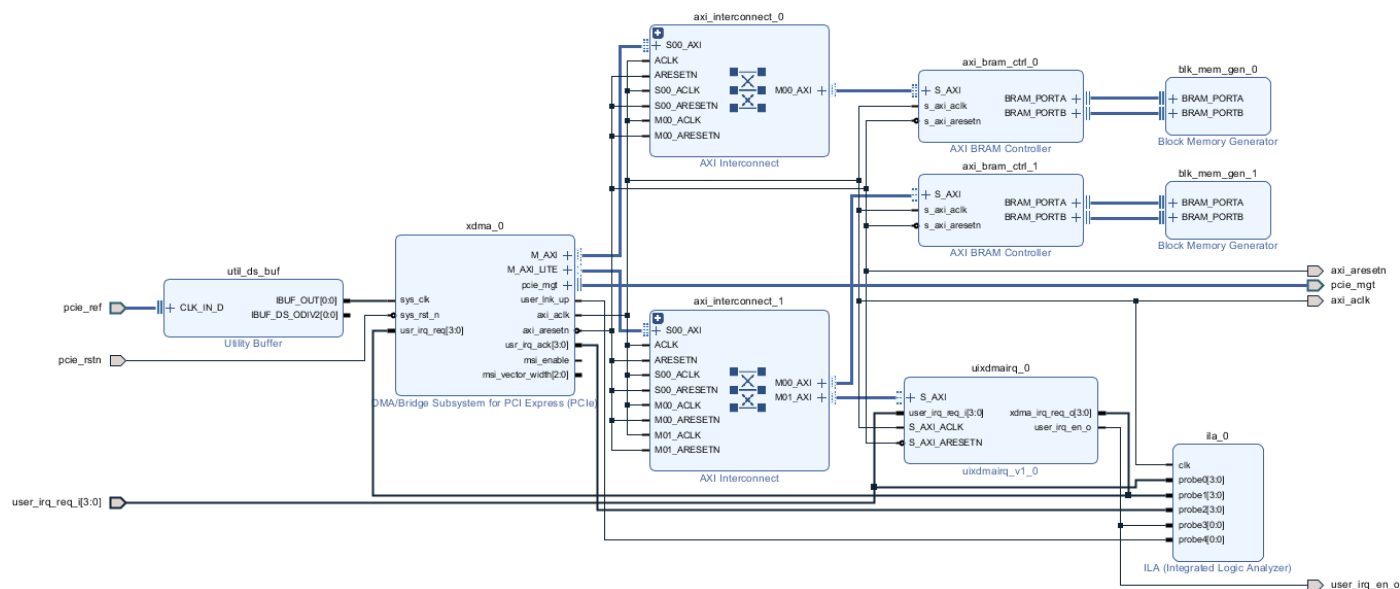 axi_interconnect_0
S00_AXI
ACLK
ARESETN
S00_ACLK
S00_ARESETN
M00_ACLK
M00_ARESETN
M00_AXI
AXI Interconnect
axi_bram_ctrl_0
S_AXI
s_axi_aclk
s_axi_aresetn
BRAM_PORTA
BRAM_PORTB
AXI BRAM Controller
blk_mem_gen_0
BRAM_PORTA
BRAM_PORTB
Block Memory Generator
axi_bram_ctrl_1
S_AXI
s_axi_aclk
s_axi_aresetn
BRAM_PORTA
BRAM_PORTB
AXI BRAM Controller
blk_mem_gen_1
BRAM_PORTA
BRAM_PORTB
Block Memory Generator
pcie_ref
pcie_rstn
user_irq_req_i[3:0]
util_ds_buf
CLK_IN_D
IBUF_OUT[0:0]
IBUF_DS_ODIV2[0:0]
Utility Buffer
xdma_0
sys_clk
sys_rst_n
usr_irq_req[3:0]
M_AXI
M_AXI_LITE
pcie_mgt
user_lnk_up
axi_aclk
axi_aresetn
usr_irq_ack[3:0]
msi_enable
msi_vector_width[2:0]
DMA/Bridge Subsystem for PCI Express (PCIe)
axi_interconnect_1
S00_AXI
ACLK
ARESETN
S00_ACLK
S00_ARESETN
M00_ACLK
M00_ARESETN
M01_ACLK
M01_ARESETN
M00_AXI
M01_AXI
AXI Interconnect
uixdmairq_0
S_AXI
user_irq_req_i[3:0]
S_AXI_ACLK
S_AXI_ARESETN
xdma_irq_req_o[3:0]
user_irq_en_o
uixdmairq_v1_0
ila_0
clk
probe0[3:0]
probe1[3:0]
probe2[3:0]
probe3[0:0]
probe4[0:0]
ILA (Integrated Logic Analyzer)
axi_aresetn
pcie_mgt
axi_aclk
user_irq_en_o